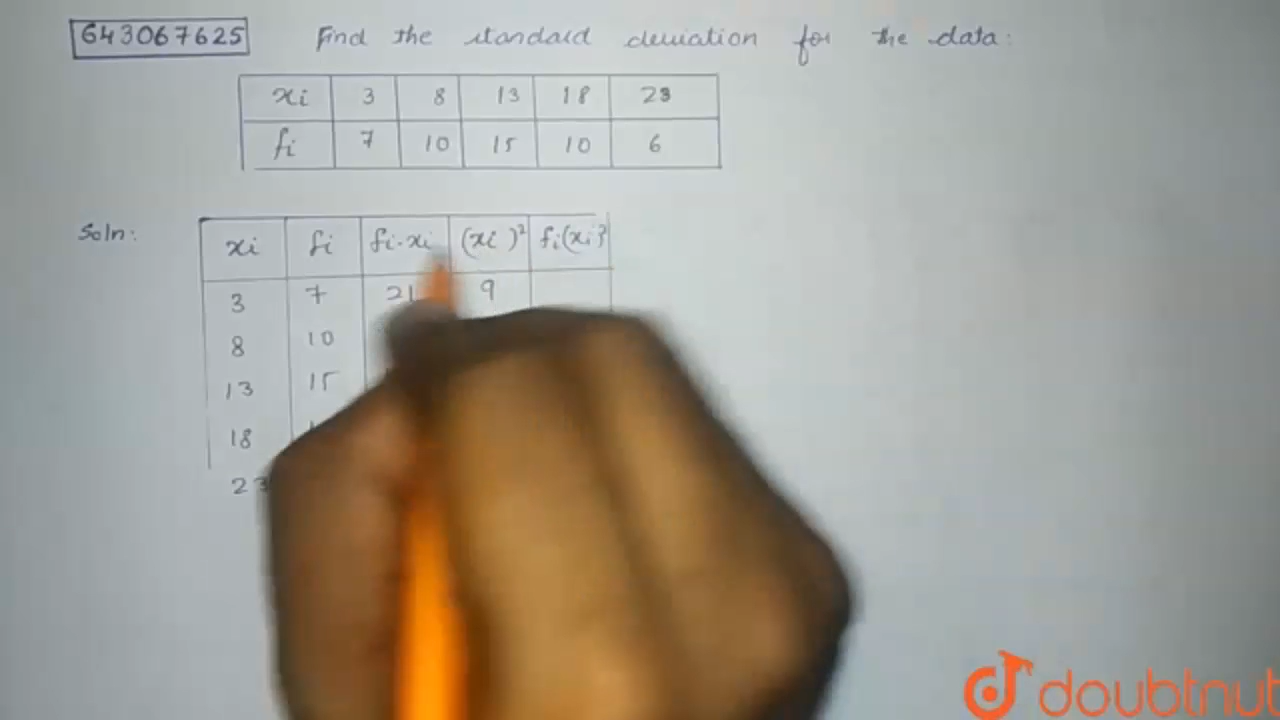 643067625 Find the standard deviation for the data:
xi 3 8 13 18 23
fi 7 10 15 10 6
Soln:
xi fi fi·xi (xi)² fi(xi)²
3 7 21 9
8 10
13 15
18
23
doubtnut